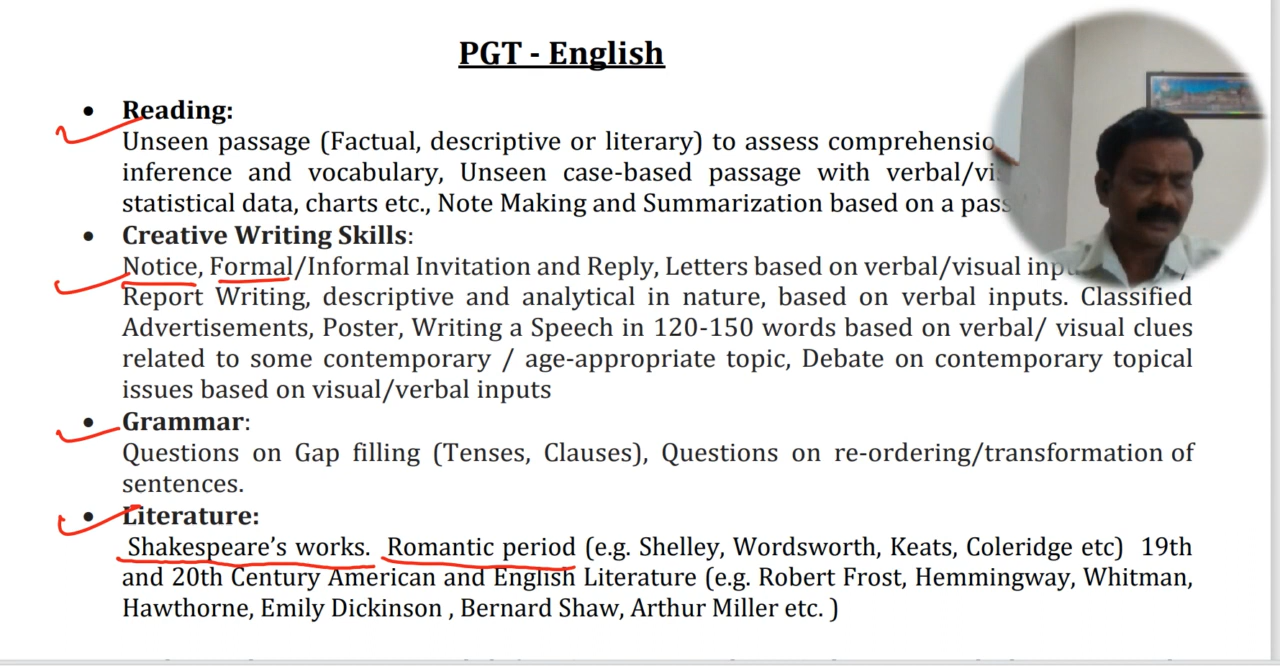 PGT - English
• Reading:
Unseen passage (Factual, descriptive or literary) to assess
inference and vocabulary, Unseen case-based passage with
statistical data, charts etc., Note Making and Summarization based on a
• Creative Writing Skills:
Notice, Formal/Informal Invitation and Reply, Letters based on verbal/visual
Report Writing, descriptive and analytical in nature, based on verbal inputs. Classified
Advertisements, Poster, Writing a Speech in 120-150 words based on verbal/ visual clues
related to some contemporary / age-appropriate topic, Debate on contemporary topical
issues based on visual/verbal inputs
• Grammar:
Questions on Gap filling (Tenses, Clauses), Questions on re-ordering/transformation of
sentences.
• Literature:
Shakespeare's works. Romantic period (e.g. Shelley, Wordsworth, Keats, Coleridge etc) 19th
and 20th Century American and English Literature (e.g. Robert Frost, Hemmingway, Whitman,
Hawthorne, Emily Dickinson , Bernard Shaw, Arthur Miller etc. )